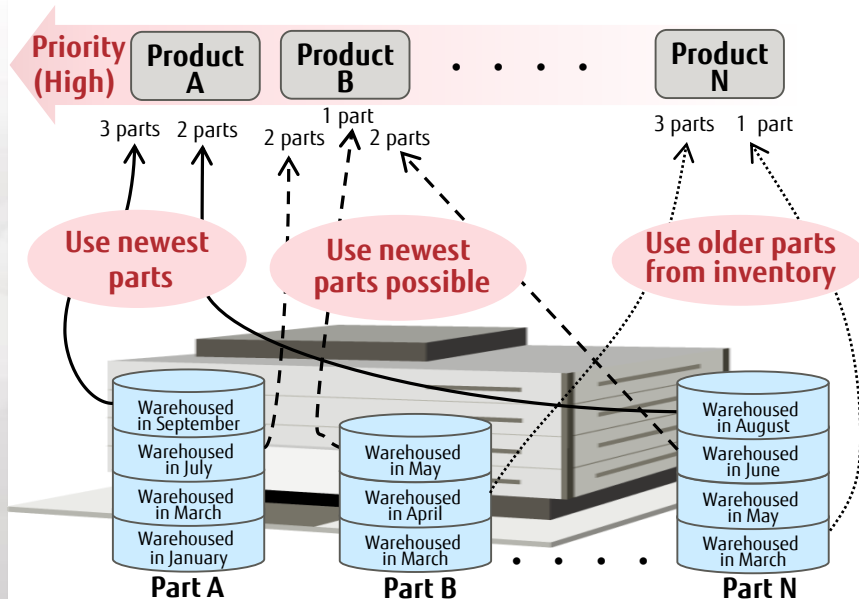 Priority
(High)
Product
A
Product
B
Product
N
3 parts
2 parts
2 parts
1 part
2 parts
3 parts
1 part
Use newest
parts
Use newest
parts possible
Use older parts
from inventory
Warehoused
in September
Warehoused
in July
Warehoused
in March
Warehoused
in January
Part A
Warehoused
in May
Warehoused
in April
Warehoused
in March
Part B
Warehoused
in August
Warehoused
in June
Warehoused
in May
Warehoused
in March
Part N